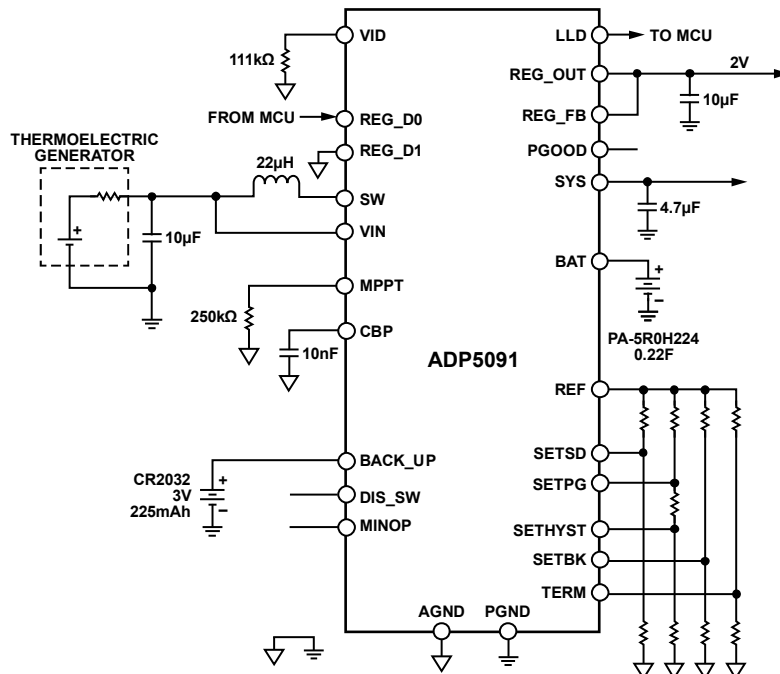 VID
111kΩ
FROM MCU
REG_D0
REG_D1
THERMOELECTRIC
GENERATOR
22µH
SW
+
10µF
VIN
MPPT
250kΩ
CBP
10nF
ADP5091
BACK_UP
CR2032
3V
225mAh
+
–
DIS_SW
MINOP
AGND
PGND
LLD
TO MCU
REG_OUT
2V
REG_FB
10µF
PGOOD
SYS
4.7µF
BAT
+
–
PA-5R0H224
0.22F
REF
SETSD
SETPG
SETHYST
SETBK
TERM